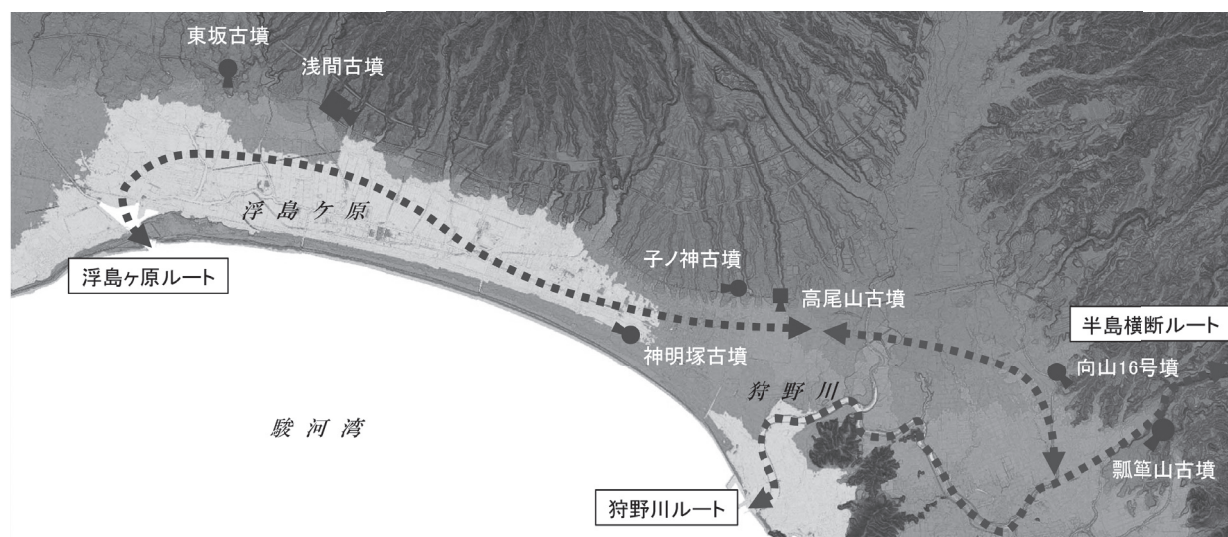 東坂古墳
浅間古墳
浮島ケ原
浮島ヶ原ルート
子ノ神古墳
高尾山古墳
半島横断ルート
神明塚古墳
向山16号墳
狩野川
駿河湾
瓢箪山古墳
狩野川ルート